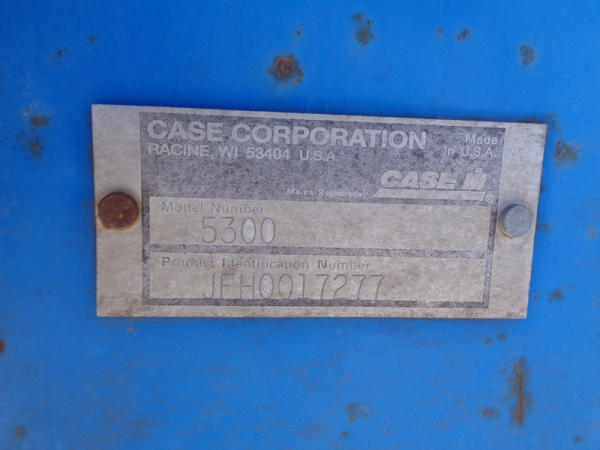 CASE CORPORATION
RACINE, WI 53404 U.S.A.
Made
in U.S.A.
Marca Registrada
CASE IH
®
Model Number
5300
Product Identification Number
JFH0017277